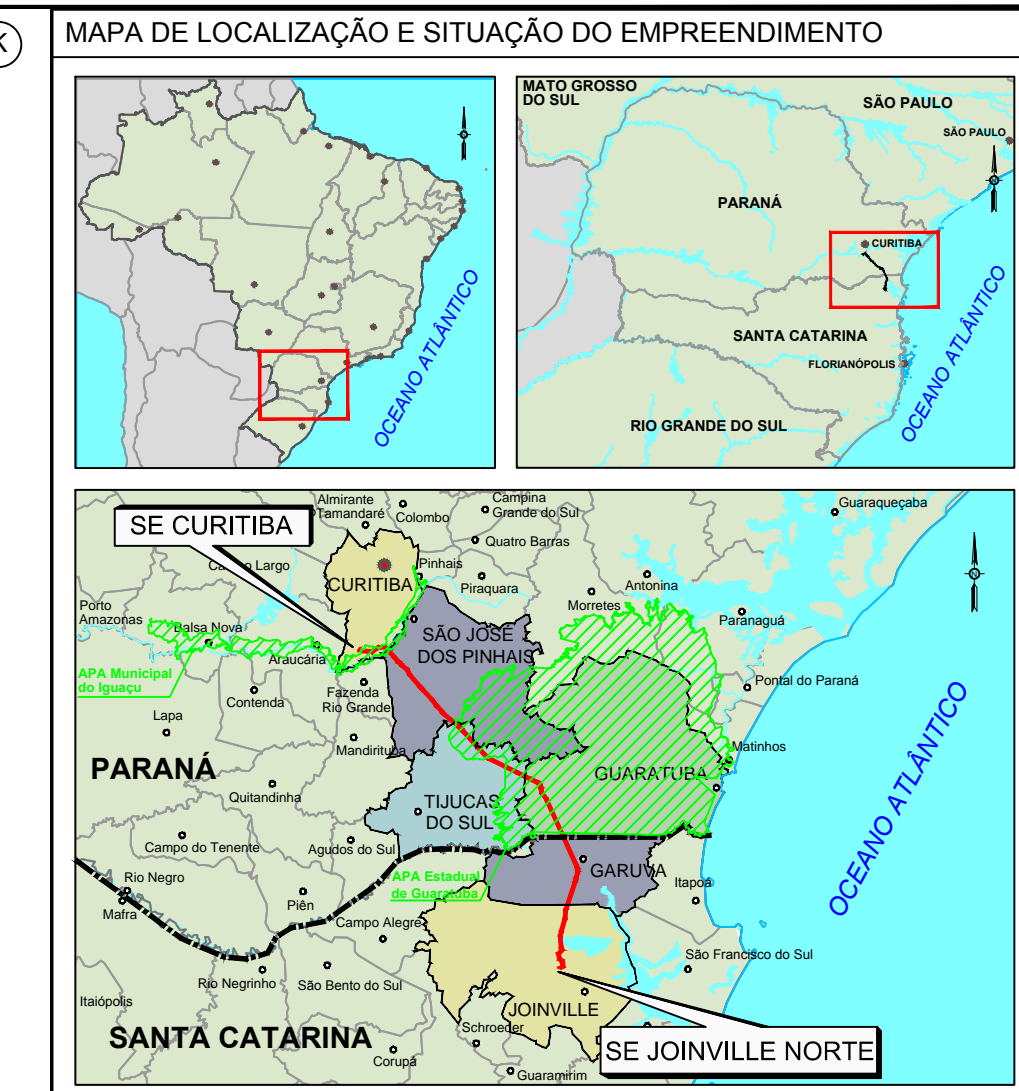 K
MAPA DE LOCALIZAÇÃO E SITUAÇÃO DO EMPREENDIMENTO
N
OCEANO ATLÂNTICO
MATO GROSSO
DO SUL
SÃO PAULO
SÃO PAULO
N
PARANÁ
CURITIBA
SANTA CATARINA
FLORIANÓPOLIS
RIO GRANDE DO SUL
OCEANO ATLÂNTICO
SE CURITIBA
Almirante
Tamandaré
Colombo
Campina
Grande do Sul
Guaraqueçaba
Quatro Barras
Largo
CURITIBA
Pinhais
Piraquara
Antonina
N
Porto
Amazonas
Balsa Nova
Morretes
Paranaguá
SÃO JOSÉ
DOS PINHAIS
Araucária
APA Municipal
do Iguaçu
Contenda
Fazenda
Rio Grande
Pontal do Paraná
Lapa
Mandirituba
Matinhos
PARANÁ
GUARATUBA
Quitandinha
TIJUCAS
DO SUL
Campo do Tenente
Agudos do Sul
OCEANO ATLÂNTICO
Rio Negro
APA Estadual
de Guaratuba
GARUVA
Itapoá
Mafra
Piên
Campo Alegre
São Francisco do Sul
Rio Negrinho
São Bento do Sul
Itaiópolis
JOINVILLE
Schroeder
SANTA CATARINA
SE JOINVILLE NORTE
Corupá
Guaramirim